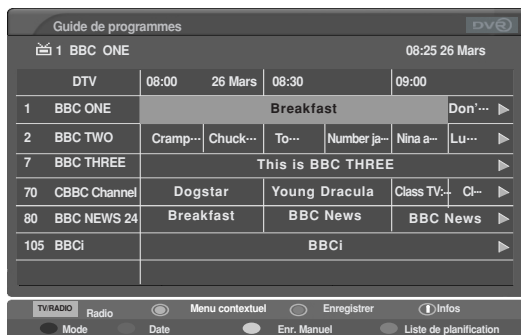 Guide de programmes DVR
1 BBC ONE 08:25 26 Mars
DTV 08:00 26 Mars 08:30 09:00
1 BBC ONE Breakfast Don'···
2 BBC TWO Cramp··· Chuck··· To··· Number ja··· Nina a··· Lu···
7 BBC THREE This is BBC THREE
70 CBBC Channel Dogstar Young Dracula Class TV:·· Cl···
80 BBC NEWS 24 Breakfast BBC News BBC News
105 BBCi BBCi
TV/RADIO Radio Menu contextuel Enregistrer Infos
Mode Date Enr. Manuel Liste de planification